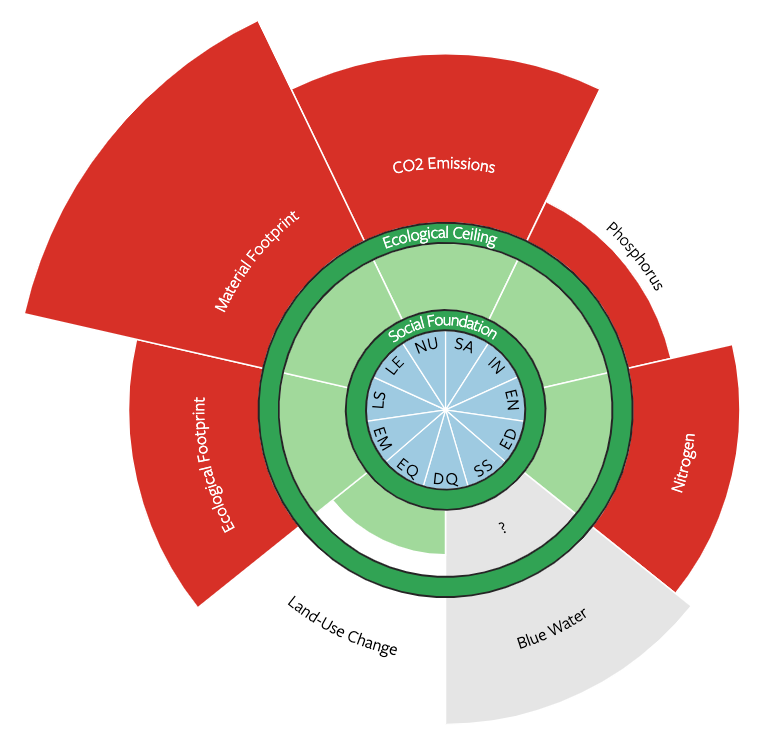 CO2 Emissions
Phosphorus
Material Footprint
Ecological Ceiling
Social Foundation
NU
SA
LE
IN
LS
EN
EM
ED
EQ
SS
DQ
Ecological Footprint
Nitrogen
?
Land-Use Change
Blue Water